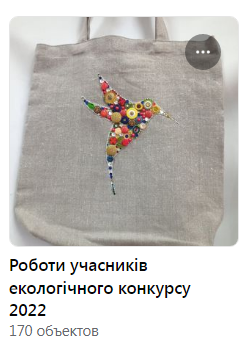 Роботи учасників
екологічного конкурсу
2022
170 объектов